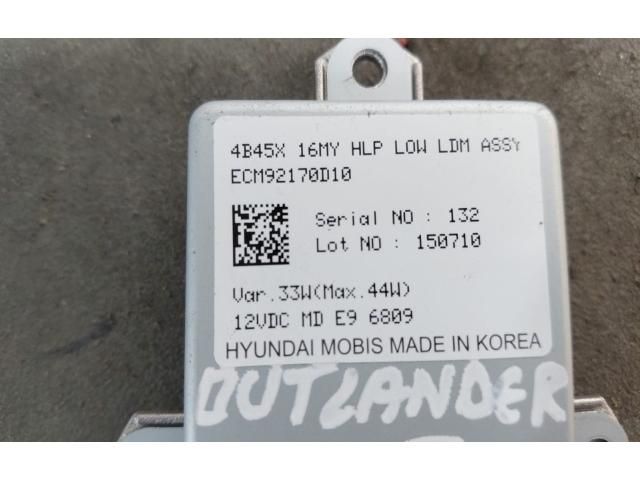 4B45X 16MY HLP LOW LDM ASSY
ECM92170D10
Serial NO : 132
Lot NO : 150710
Var.33W(Max.44W)
12VDC MD E9 6809
HYUNDAI MOBIS MADE IN KOREA
OUTLANDER